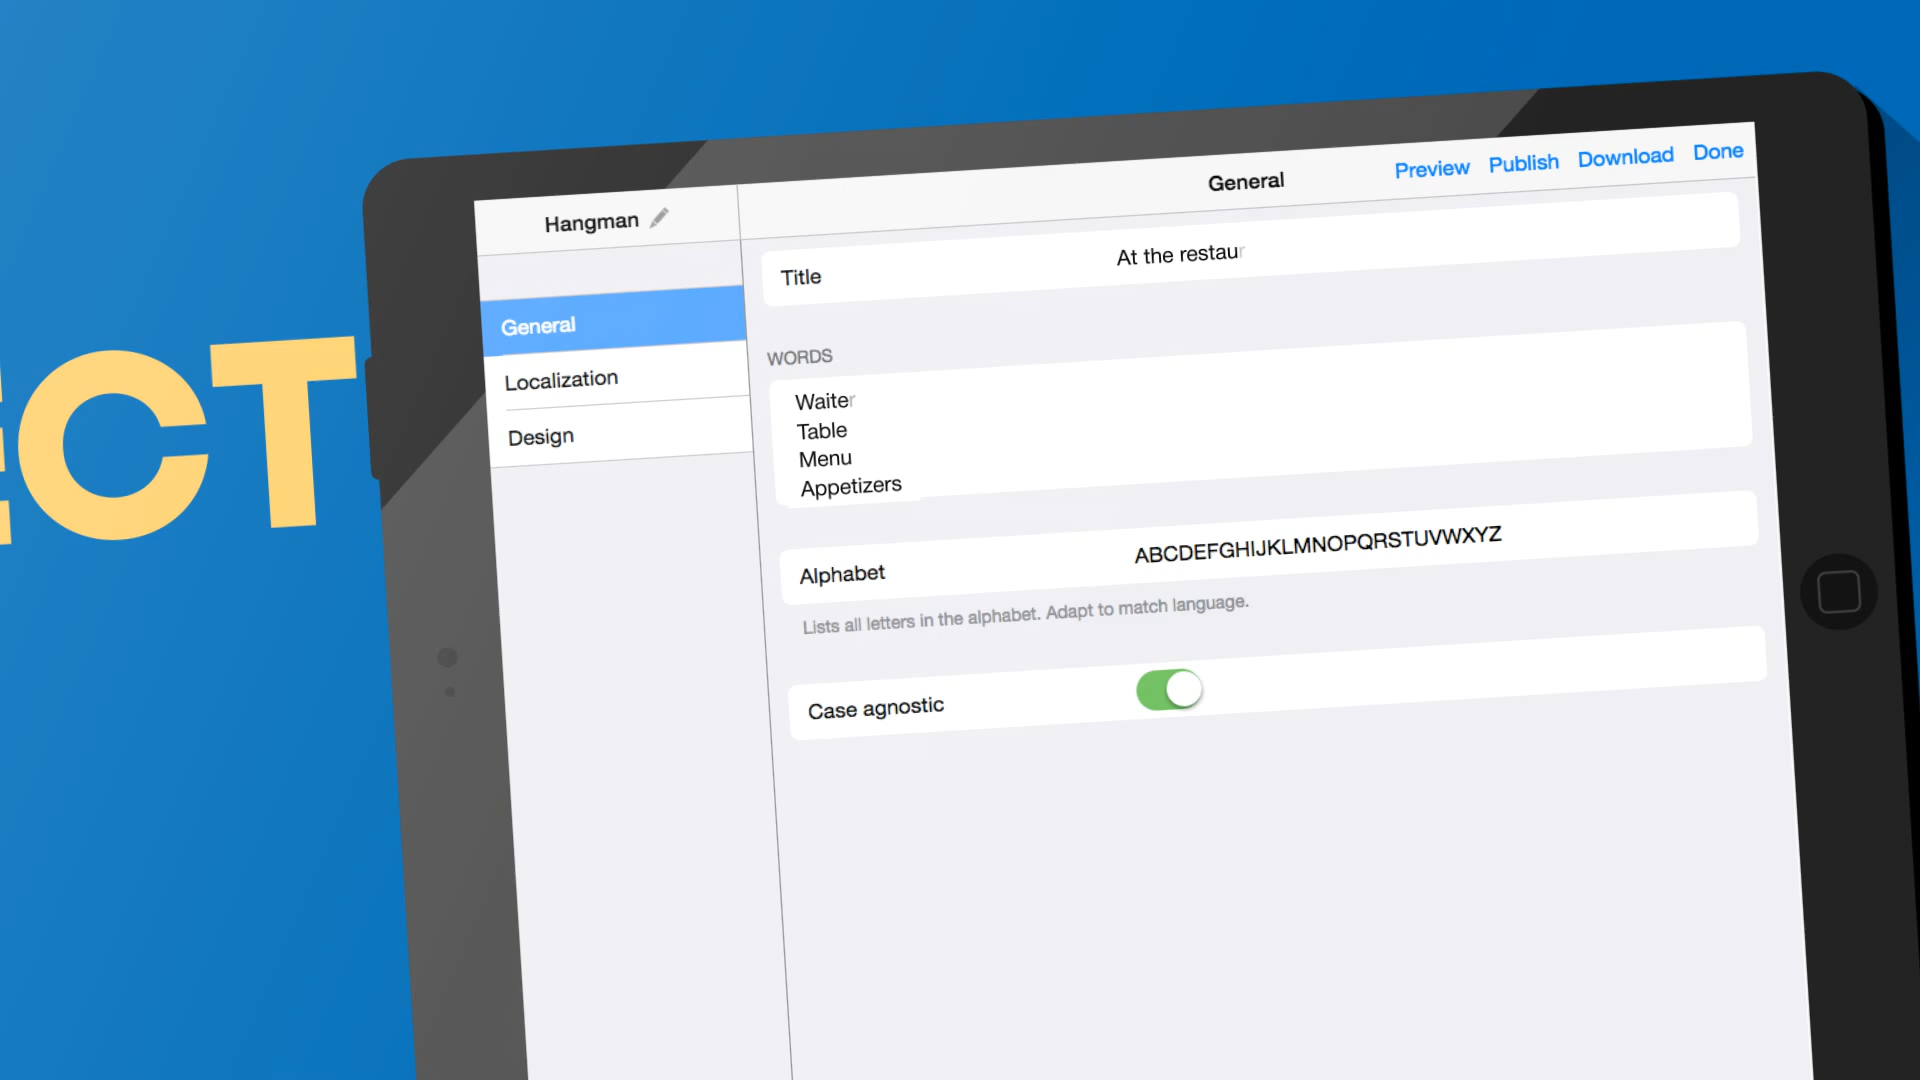 ECT
Hangman
General
Preview Publish Download Done
General
Localization
Design
Title At the restaur
WORDS
Waiter
Table
Menu
Appetizers
Alphabet ABCDEFGHIJKLMNOPQRSTUVWXYZ
Lists all letters in the alphabet. Adapt to match language.
Case agnostic